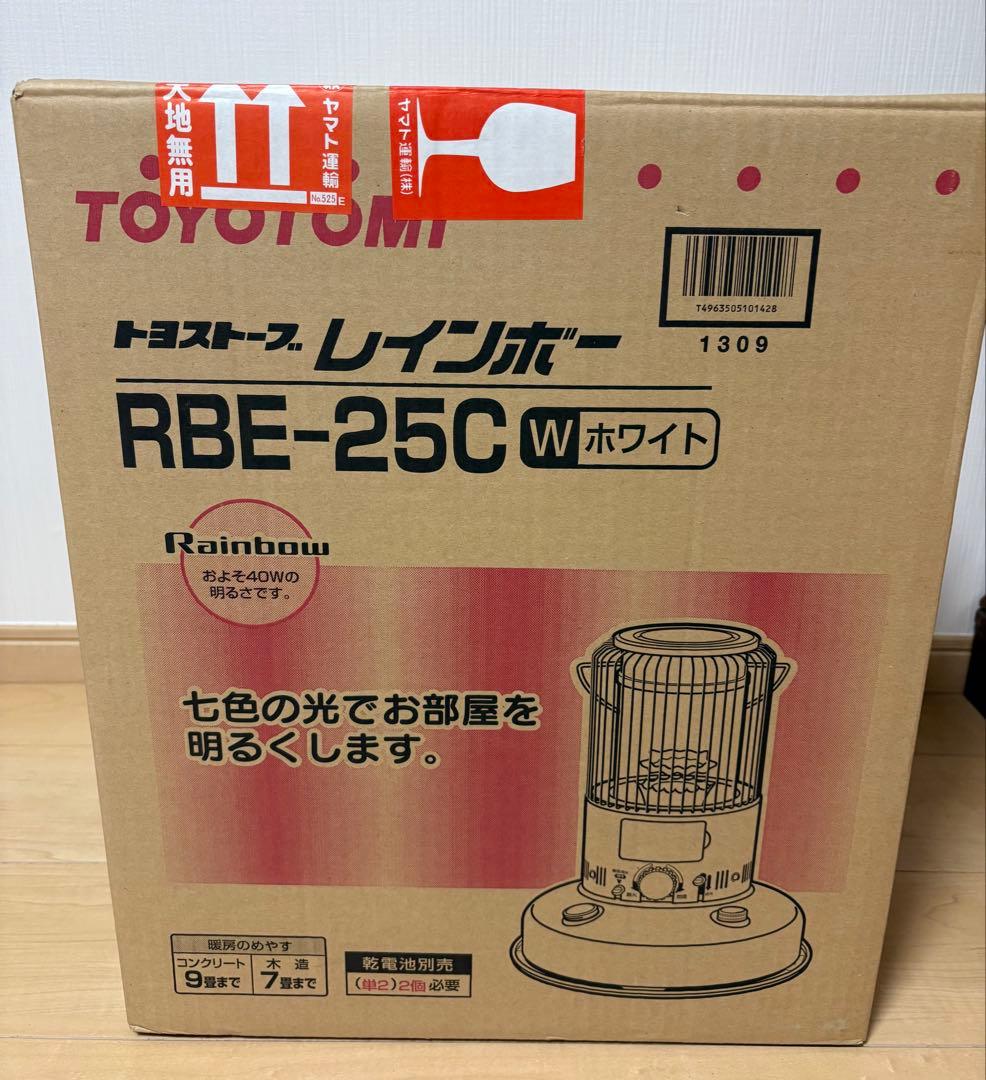 天地無用
ヤマト運輸
No.525 E
ヤマト運輸(株)
TOYOTOMI
T4963505101428
1309
トヨストーブ レインボー
RBE-25C W ホワイト
Rainbow
およそ40Wの
明るさです。
七色の光でお部屋を
明るくします。
暖房のめやす
コンクリート 木造
9畳まで 7畳まで
乾電池別売
(単2)2個必要